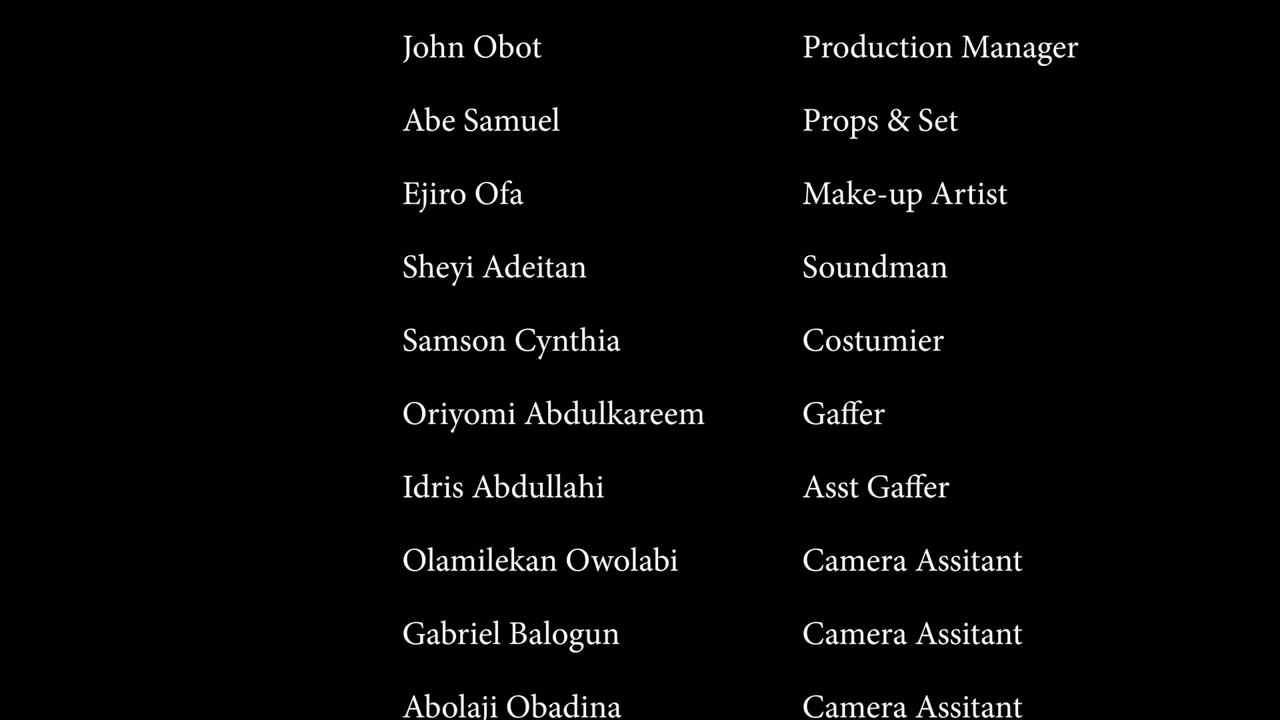 John Obot Production Manager
Abe Samuel Props & Set
Ejiro Ofa Make-up Artist
Sheyi Adeitan Soundman
Samson Cynthia Costumier
Oriyomi Abdulkareem Gaffer
Idris Abdullahi Asst Gaffer
Olamilekan Owolabi Camera Assitant
Gabriel Balogun Camera Assitant
Abolaji Obadina Camera Assitant